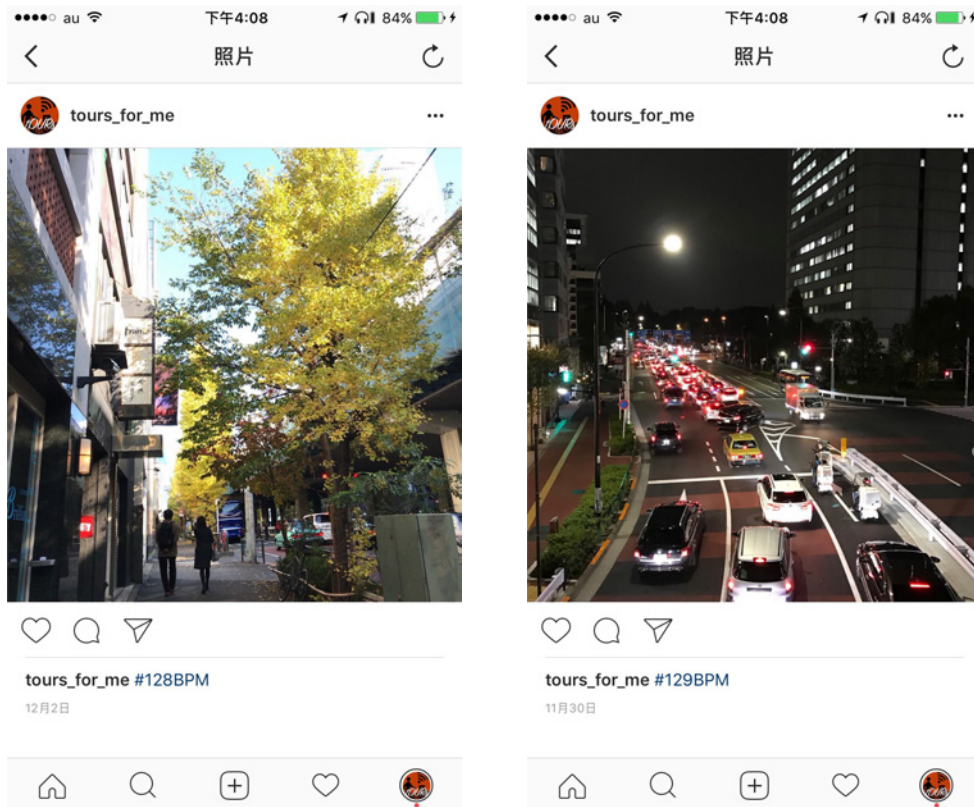 au 下午4:08 84%
照片
tours_for_me
tours_for_me #128BPM
12月2日
au 下午4:08 84%
照片
tours_for_me
tours_for_me #129BPM
11月30日